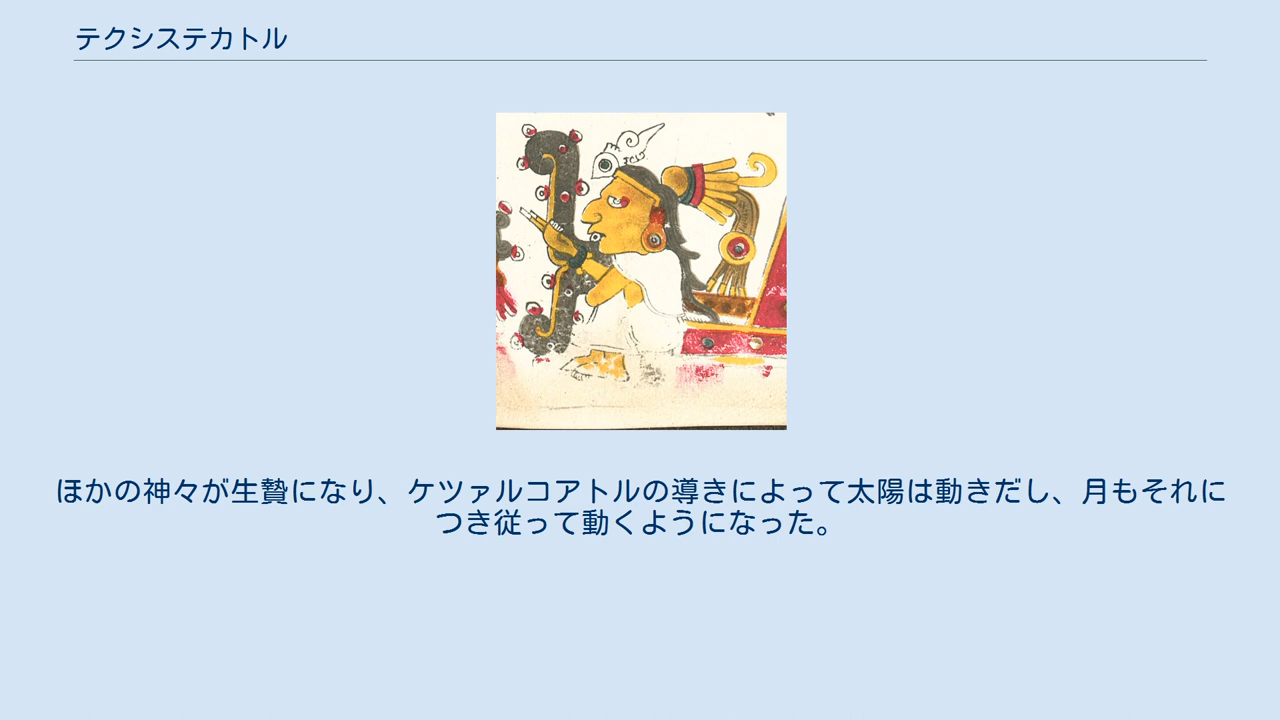 テクシステカトル
ほかの神々が生贄になり、ケツァルコアトルの導きによって太陽は動きだし、月もそれに
つき従って動くようになった。